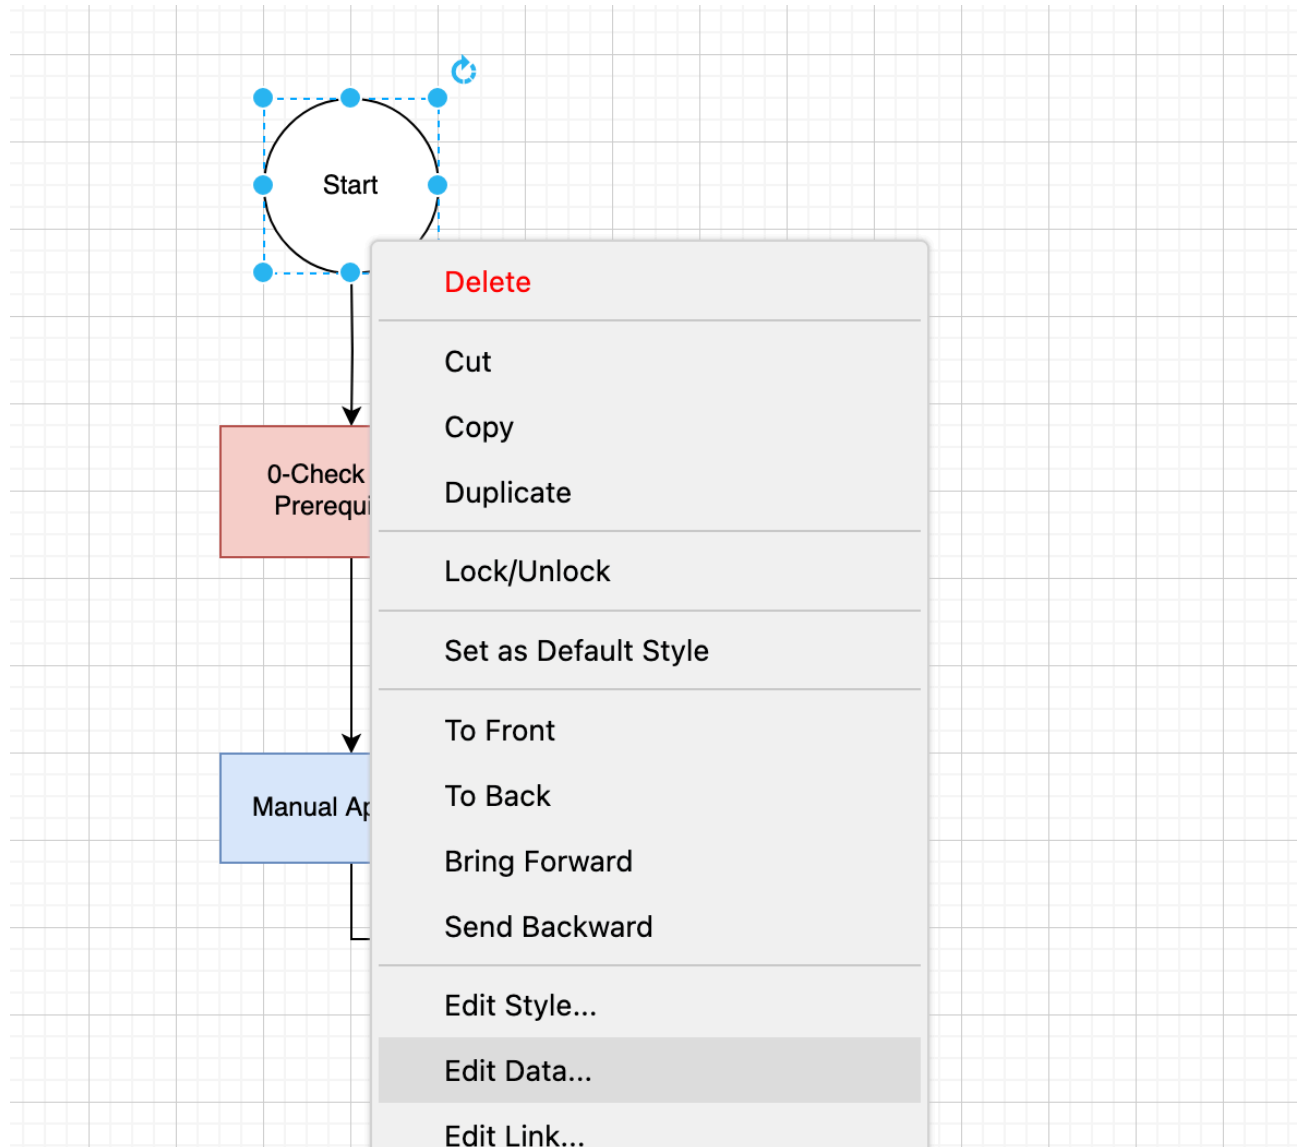 Start
Delete
Cut
Copy
0-Check
Prerequi
Duplicate
Lock/Unlock
Set as Default Style
To Front
To Back
Manual Ap
Bring Forward
Send Backward
Edit Style...
Edit Data...
Edit Link...